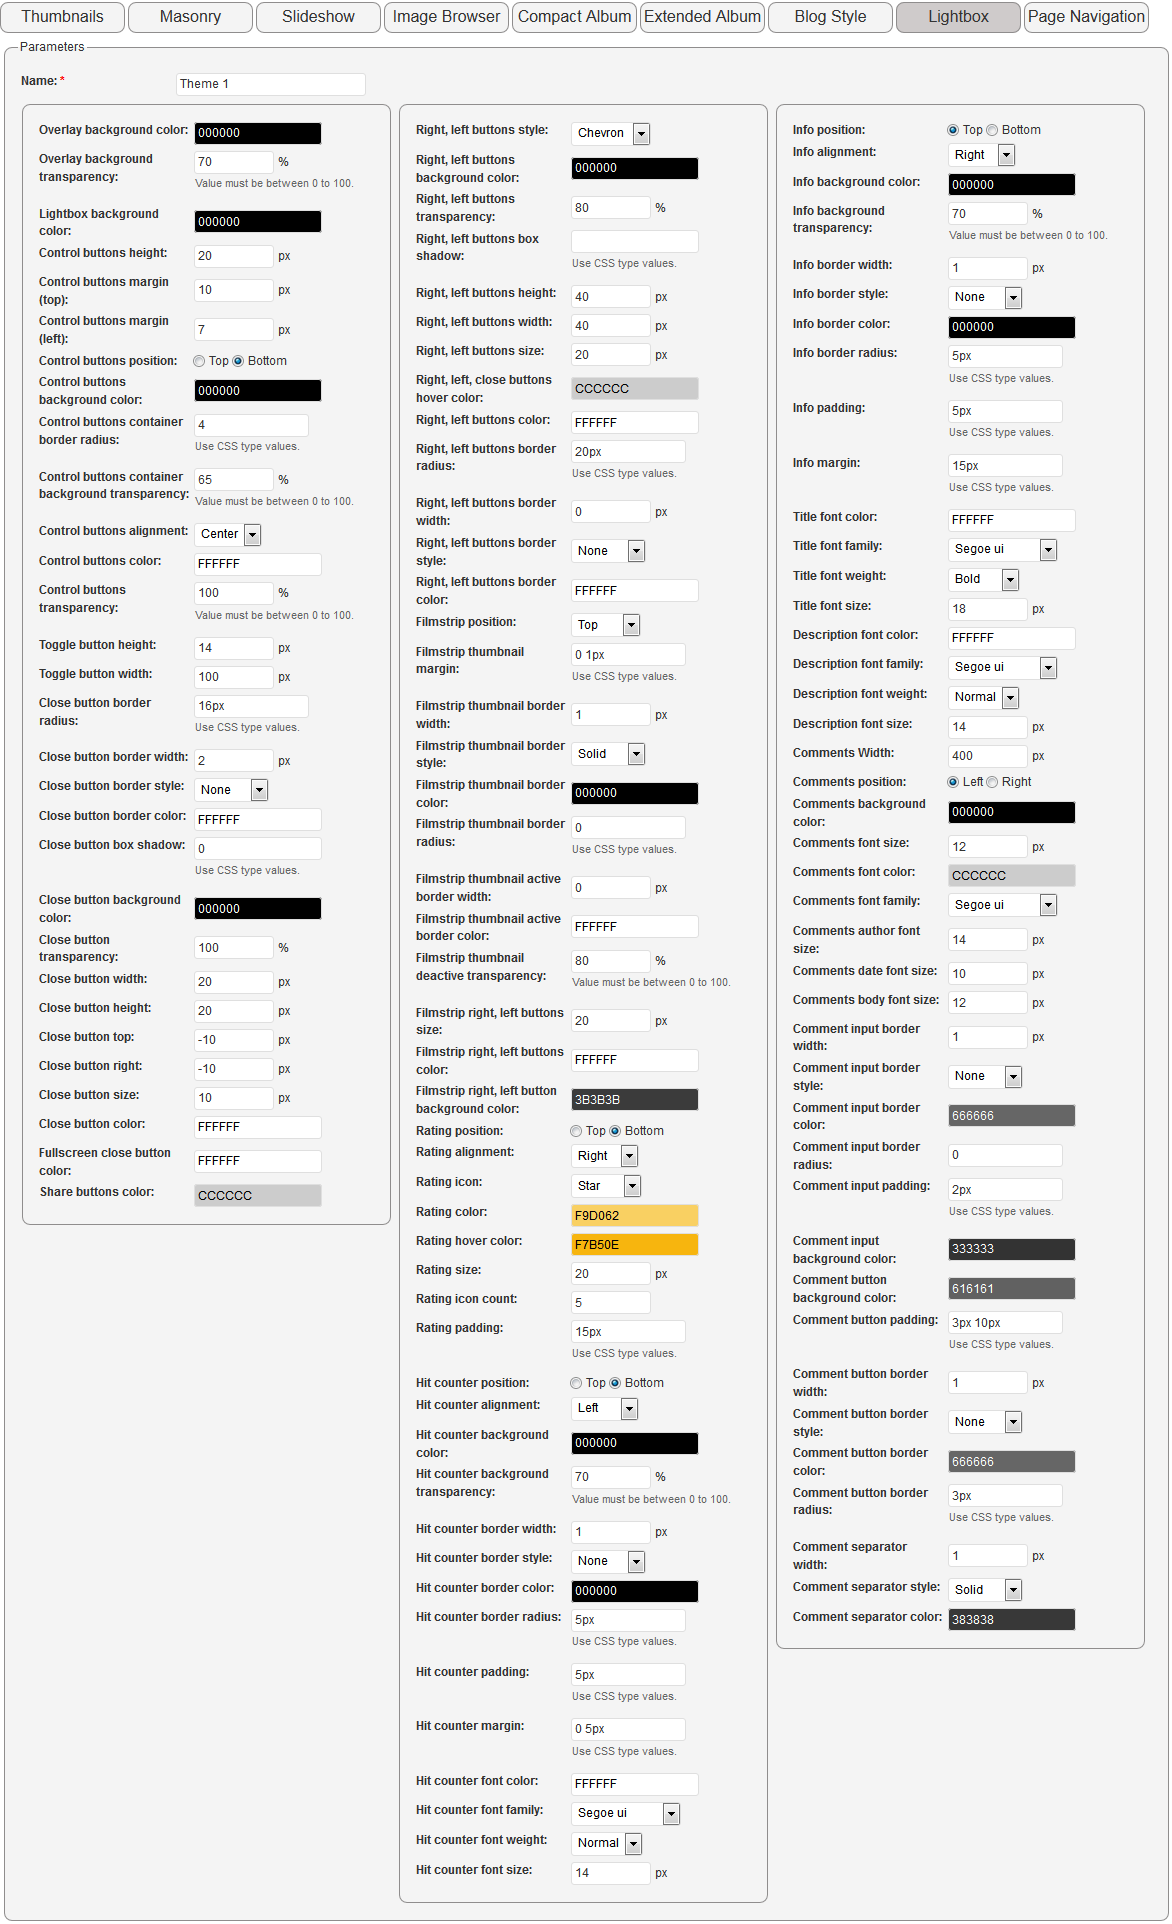 Thumbnails
Masonry
Slideshow
Image Browser
Compact Album
Extended Album
Blog Style
Lightbox
Page Navigation
Parameters
Name: *
Theme 1
Overlay background color:
000000
Overlay background
transparency:
70
%
Value must be between 0 to 100.
Lightbox background
color:
000000
Control buttons height:
20
px
Control buttons margin
(top):
10
px
Control buttons margin
(left):
7
px
Control buttons position:
Top
Bottom
Control buttons
background color:
000000
Control buttons container
border radius:
4
Use CSS type values.
Control buttons container
background transparency:
65
%
Value must be between 0 to 100.
Control buttons alignment:
Center
Control buttons color:
FFFFFF
Control buttons
transparency:
100
%
Value must be between 0 to 100.
Toggle button height:
14
px
Toggle button width:
100
px
Close button border
radius:
16px
Use CSS type values.
Close button border width:
2
px
Close button border style:
None
Close button border color:
FFFFFF
Close button box shadow:
0
Use CSS type values.
Close button background
color:
000000
Close button
transparency:
100
%
Close button width:
20
px
Close button height:
20
px
Close button top:
-10
px
Close button right:
-10
px
Close button size:
10
px
Close button color:
FFFFFF
Fullscreen close button
color:
FFFFFF
Share buttons color:
CCCCCC
Right, left buttons style:
Chevron
Right, left buttons
background color:
000000
Right, left buttons
transparency:
80
%
Right, left buttons box
shadow:
Use CSS type values.
Right, left buttons height:
40
px
Right, left buttons width:
40
px
Right, left buttons size:
20
px
Right, left, close buttons
hover color:
CCCCCC
Right, left buttons color:
FFFFFF
Right, left buttons border
radius:
20px
Use CSS type values.
Right, left buttons border
width:
0
px
Right, left buttons border
style:
None
Right, left buttons border
color:
FFFFFF
Filmstrip position:
Top
Filmstrip thumbnail
margin:
0 1px
Use CSS type values.
Filmstrip thumbnail border
width:
1
px
Filmstrip thumbnail border
style:
Solid
Filmstrip thumbnail border
color:
000000
Filmstrip thumbnail border
radius:
0
Use CSS type values.
Filmstrip thumbnail active
border width:
0
px
Filmstrip thumbnail active
border color:
FFFFFF
Filmstrip thumbnail
deactive transparency:
80
%
Value must be between 0 to 100.
Filmstrip right, left buttons
size:
20
px
Filmstrip right, left buttons
color:
FFFFFF
Filmstrip right, left button
background color:
3B3B3B
Rating position:
Top
Bottom
Rating alignment:
Right
Rating icon:
Star
Rating color:
F9D062
Rating hover color:
F7B50E
Rating size:
20
px
Rating icon count:
5
Rating padding:
15px
Use CSS type values.
Hit counter position:
Top
Bottom
Hit counter alignment:
Left
Hit counter background
color:
000000
Hit counter background
transparency:
70
%
Value must be between 0 to 100.
Hit counter border width:
1
px
Hit counter border style:
None
Hit counter border color:
000000
Hit counter border radius:
5px
Use CSS type values.
Hit counter padding:
5px
Use CSS type values.
Hit counter margin:
0 5px
Use CSS type values.
Hit counter font color:
FFFFFF
Hit counter font family:
Segoe ui
Hit counter font weight:
Normal
Hit counter font size:
14
px
Info position:
Top
Bottom
Info alignment:
Right
Info background color:
000000
Info background
transparency:
70
%
Value must be between 0 to 100.
Info border width:
1
px
Info border style:
None
Info border color:
000000
Info border radius:
5px
Use CSS type values.
Info padding:
5px
Use CSS type values.
Info margin:
15px
Use CSS type values.
Title font color:
FFFFFF
Title font family:
Segoe ui
Title font weight:
Bold
Title font size:
18
px
Description font color:
FFFFFF
Description font family:
Segoe ui
Description font weight:
Normal
Description font size:
14
px
Comments Width:
400
px
Comments position:
Left
Right
Comments background
color:
000000
Comments font size:
12
px
Comments font color:
CCCCCC
Comments font family:
Segoe ui
Comments author font
size:
14
px
Comments date font size:
10
px
Comments body font size:
12
px
Comment input border
width:
1
px
Comment input border
style:
None
Comment input border
color:
666666
Comment input border
radius:
0
Comment input padding:
2px
Use CSS type values.
Comment input
background color:
333333
Comment button
background color:
616161
Comment button padding:
3px 10px
Use CSS type values.
Comment button border
width:
1
px
Comment button border
style:
None
Comment button border
color:
666666
Comment button border
radius:
3px
Use CSS type values.
Comment separator
width:
1
px
Comment separator style:
Solid
Comment separator color:
383838